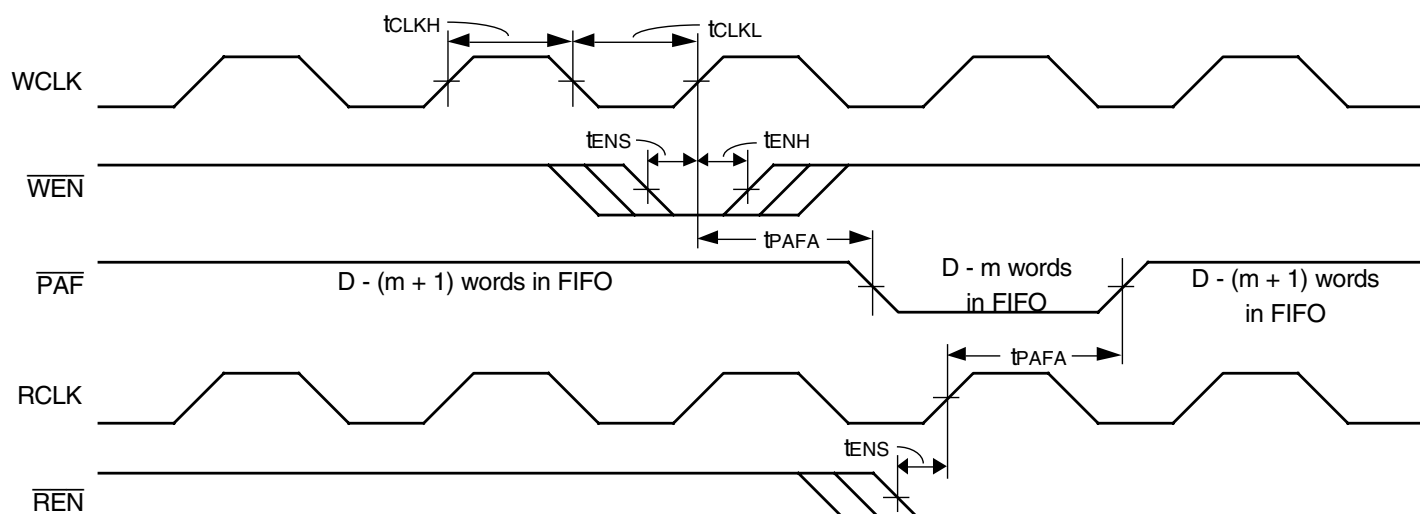 tCLKH
tCLKL
WCLK
tENS
tENH
WEN
tPAFA
PAF
D - (m + 1) words in FIFO
D - m words
in FIFO
D - (m + 1) words
in FIFO
tPAFA
RCLK
tENS
REN